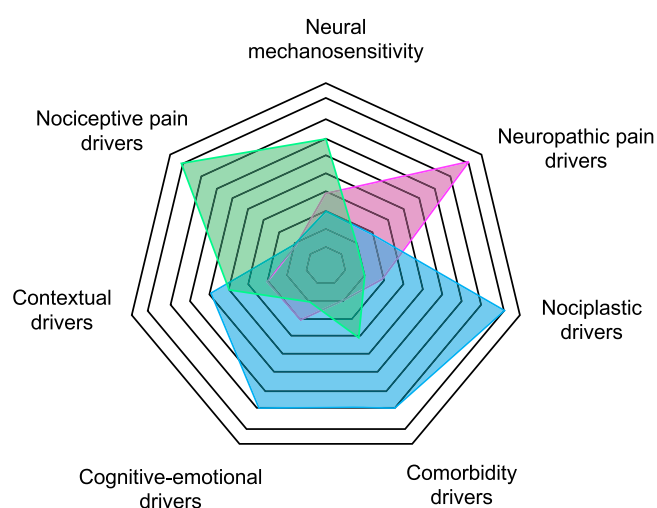 Neural
mechanosensitivity
Nociceptive pain
drivers
Neuropathic pain
drivers
Contextual
drivers
Nociplastic
drivers
Cognitive-emotional
drivers
Comorbidity
drivers